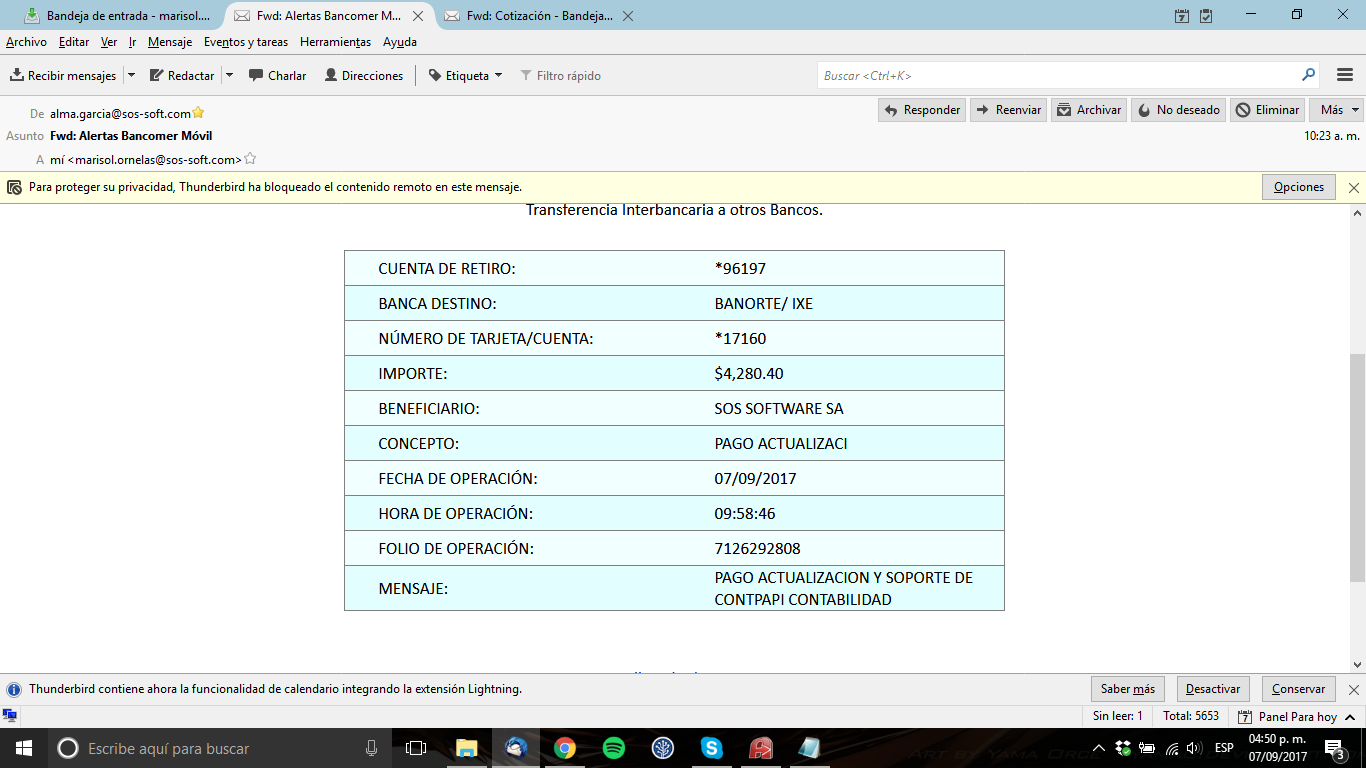 Bandeja de entrada - marisol....
Fwd: Alertas Bancomer M...
Fwd: Cotización - Bandeja...
Archivo Editar Ver Ir Mensaje Eventos y tareas Herramientas Ayuda
Recibir mensajes Redactar Charlar Direcciones Etiqueta Filtro rápido
Buscar <Ctrl+K>
De alma.garcia@sos-soft.com
Responder Reenviar Archivar No deseado Eliminar Más
Asunto Fwd: Alertas Bancomer Móvil
10:23 a. m.
A mí <marisol.ornelas@sos-soft.com>
Para proteger su privacidad, Thunderbird ha bloqueado el contenido remoto en este mensaje.
Opciones
Transferencia Interbancaria a otros Bancos.
CUENTA DE RETIRO: *96197
BANCA DESTINO: BANORTE/ IXE
NÚMERO DE TARJETA/CUENTA: *17160
IMPORTE: $4,280.40
BENEFICIARIO: SOS SOFTWARE SA
CONCEPTO: PAGO ACTUALIZACI
FECHA DE OPERACIÓN: 07/09/2017
HORA DE OPERACIÓN: 09:58:46
FOLIO DE OPERACIÓN: 7126292808
MENSAJE: PAGO ACTUALIZACION Y SOPORTE DE
CONTPAPI CONTABILIDAD
Thunderbird contiene ahora la funcionalidad de calendario integrando la extensión Lightning.
Saber más Desactivar Conservar
Sin leer: 1 Total: 5653 7 Panel Para hoy
Escribe aquí para buscar
ESP
04:50 p. m.
07/09/2017
3